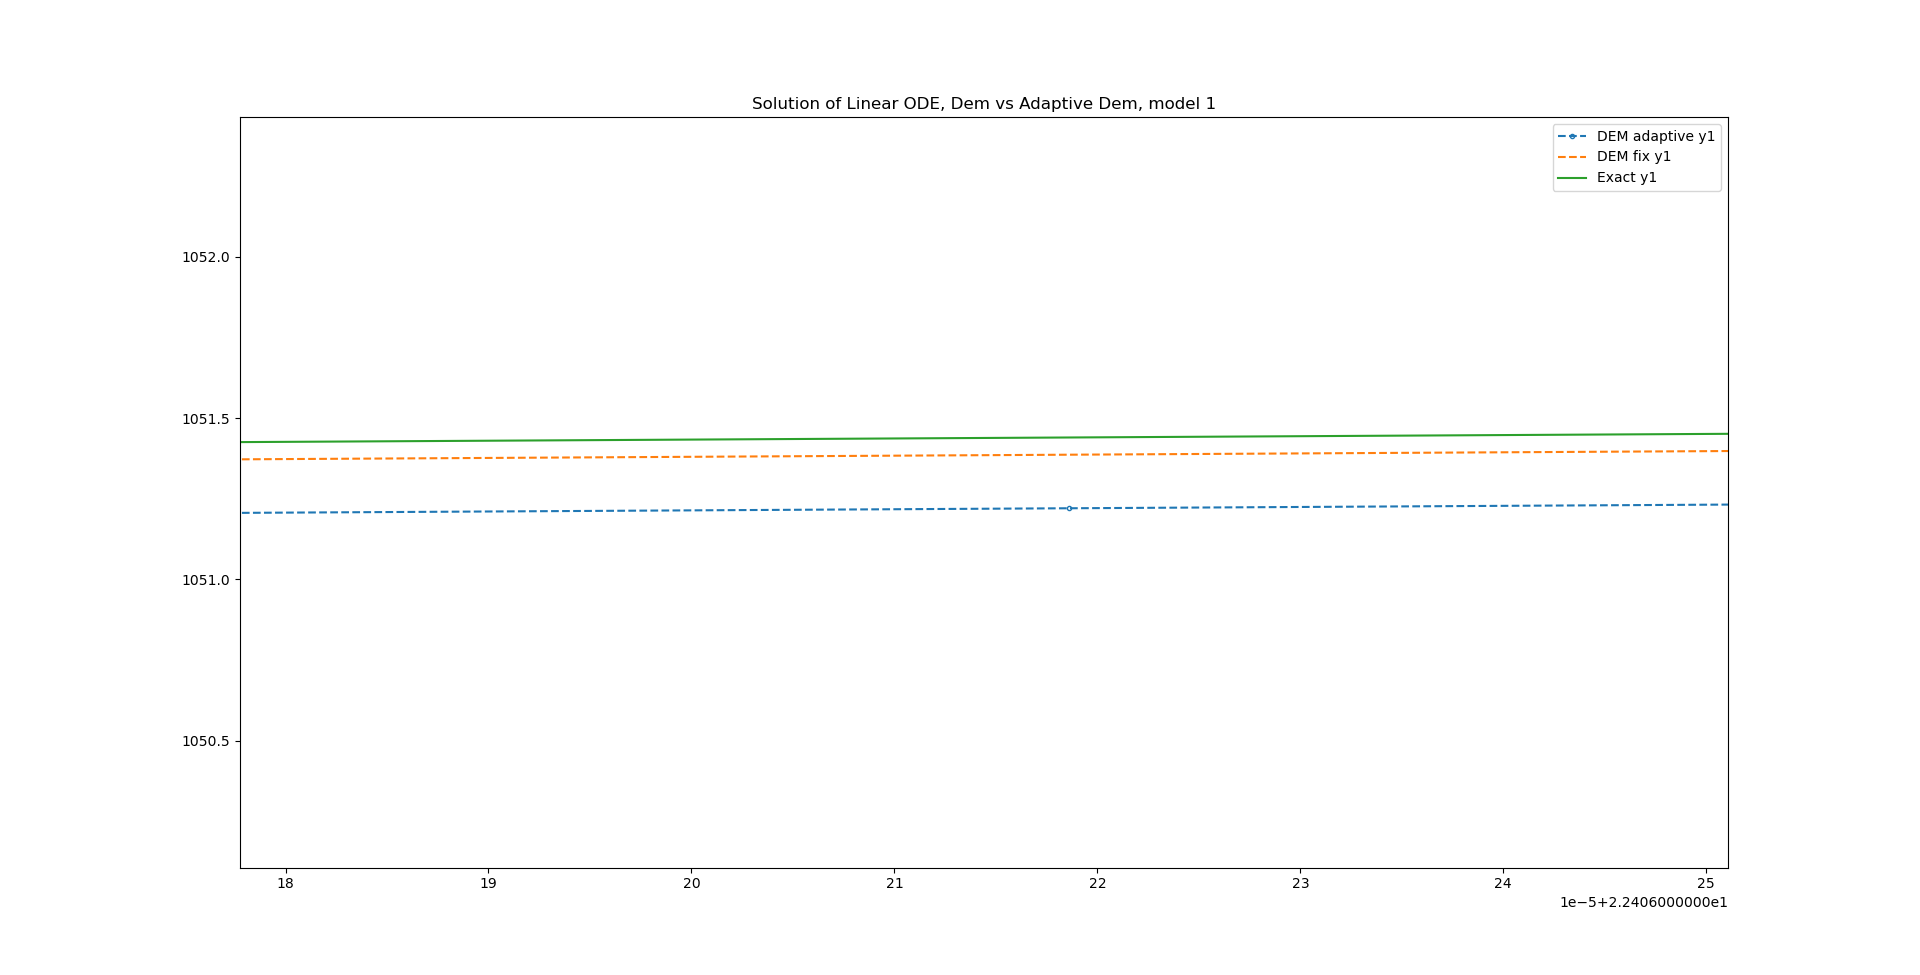 Solution of Linear ODE, Dem vs Adaptive Dem, model 1
DEM adaptive y1
DEM fix y1
Exact y1
1052.0
1051.5
1051.0
1050.5
18 19 20 21 22 23 24 25
1e−5+2.2406000000e1